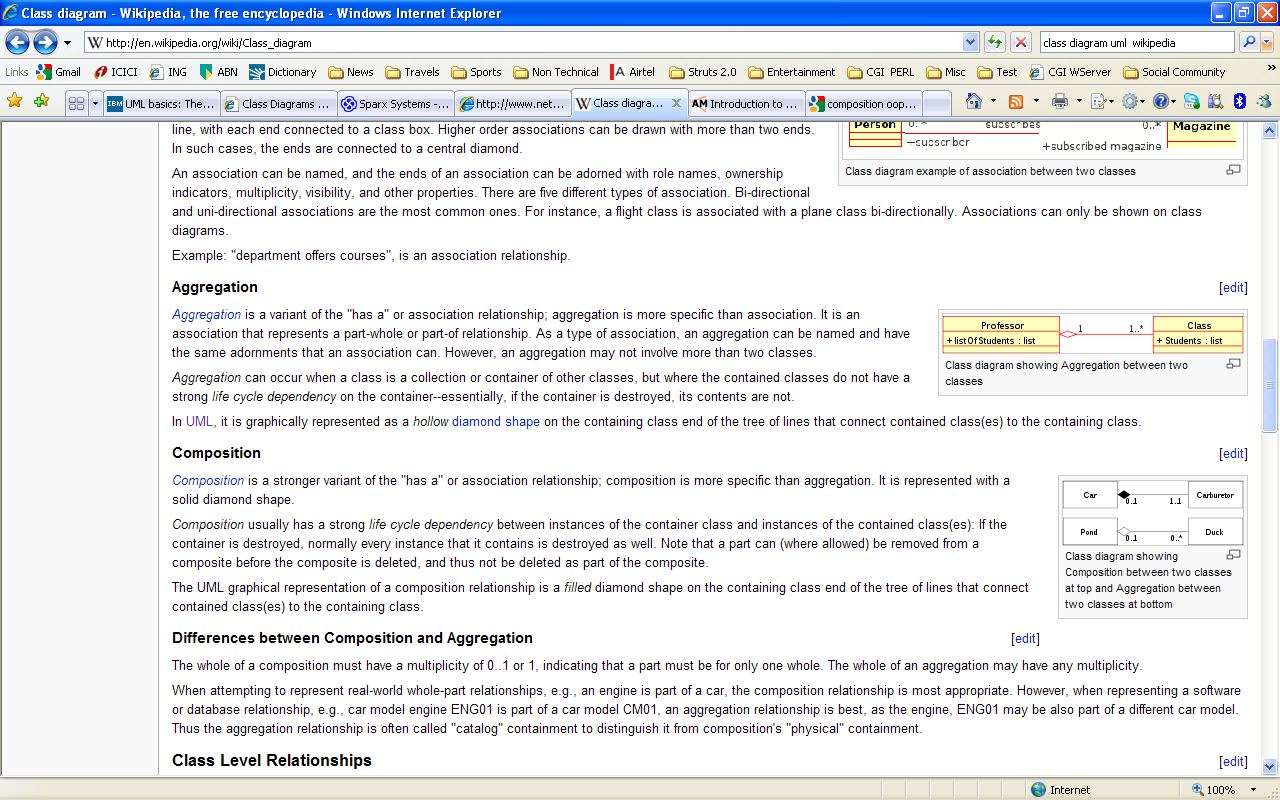 Class diagram - Wikipedia, the free encyclopedia - Windows Internet Explorer
http://en.wikipedia.org/wiki/Class_diagram
class diagram uml wikipedia
Links Gmail ICICI ING ABN Dictionary News Travels Sports Non Technical Airtel Struts 2.0 Entertainment CGI PERL Misc Test CGI WServer Social Community »
IBM UML basics: The... Class Diagrams ... Sparx Systems -... http://www.net... W Class diagra... X AM Introduction to ... composition oop...
line, with each end connected to a class box. Higher order associations can be drawn with more than two ends.
In such cases, the ends are connected to a central diamond.
Person 0..* subscribes 0..* Magazine
+subscriber +subscribed magazine
Class diagram example of association between two classes
An association can be named, and the ends of an association can be adorned with role names, ownership
indicators, multiplicity, visibility, and other properties. There are five different types of association. Bi-directional
and uni-directional associations are the most common ones. For instance, a flight class is associated with a plane class bi-directionally. Associations can only be shown on class
diagrams.
Example: "department offers courses", is an association relationship.
Aggregation [edit]
Aggregation is a variant of the "has a" or association relationship; aggregation is more specific than association. It is an
association that represents a part-whole or part-of relationship. As a type of association, an aggregation can be named and have
the same adornments that an association can. However, an aggregation may not involve more than two classes.
Professor 1 1..* Class
+ listOfStudents : list + Students : list
Class diagram showing Aggregation between two
classes
Aggregation can occur when a class is a collection or container of other classes, but where the contained classes do not have a
strong life cycle dependency on the container--essentially, if the container is destroyed, its contents are not.
In UML, it is graphically represented as a hollow diamond shape on the containing class end of the tree of lines that connect contained class(es) to the containing class.
Composition [edit]
Composition is a stronger variant of the "has a" or association relationship; composition is more specific than aggregation. It is represented with a
solid diamond shape.
Car 0..1 1..1 Carburetor
Pond 0..1 0..* Duck
Class diagram showing
Composition between two classes
at top and Aggregation between
two classes at bottom
Composition usually has a strong life cycle dependency between instances of the container class and instances of the contained class(es): If the
container is destroyed, normally every instance that it contains is destroyed as well. Note that a part can (where allowed) be removed from a
composite before the composite is deleted, and thus not be deleted as part of the composite.
The UML graphical representation of a composition relationship is a filled diamond shape on the containing class end of the tree of lines that connect
contained class(es) to the containing class.
Differences between Composition and Aggregation [edit]
The whole of a composition must have a multiplicity of 0..1 or 1, indicating that a part must be for only one whole. The whole of an aggregation may have any multiplicity.
When attempting to represent real-world whole-part relationships, e.g., an engine is part of a car, the composition relationship is most appropriate. However, when representing a software
or database relationship, e.g., car model engine ENG01 is part of a car model CM01, an aggregation relationship is best, as the engine, ENG01 may be also part of a different car model.
Thus the aggregation relationship is often called "catalog" containment to distinguish it from composition's "physical" containment.
Class Level Relationships [edit]
Internet 100%